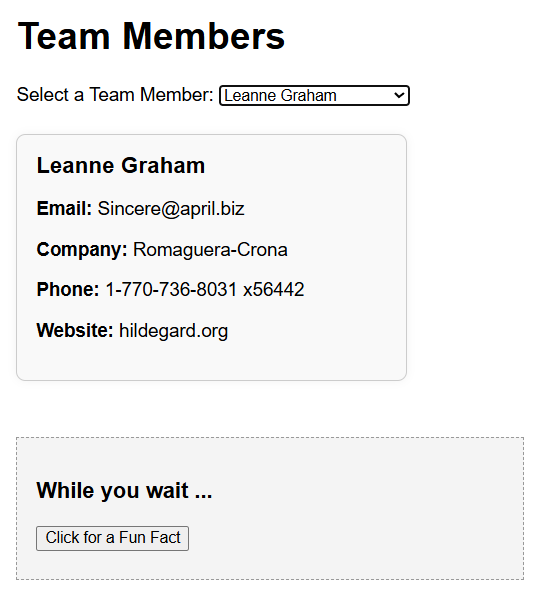 Team Members
Select a Team Member: Leanne Graham
Leanne Graham
Email: Sincere@april.biz
Company: Romaguera-Crona
Phone: 1-770-736-8031 x56442
Website: hildegard.org
While you wait ...
Click for a Fun Fact